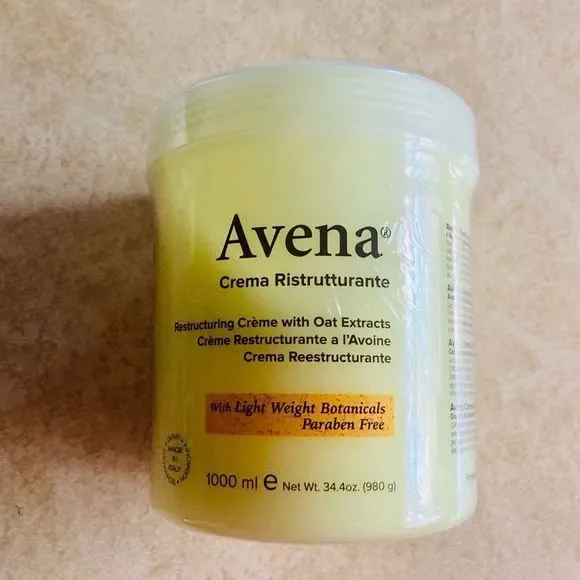 Avena®
Crema Ristrutturante
Restructuring Crème with Oat Extracts
Crème Restructurante a l'Avoine
Crema Reestructurante
With Light Weight Botanicals
Paraben Free
MADE
IN
ITALY
1000 ml e Net Wt. 34.4oz. (980 g)